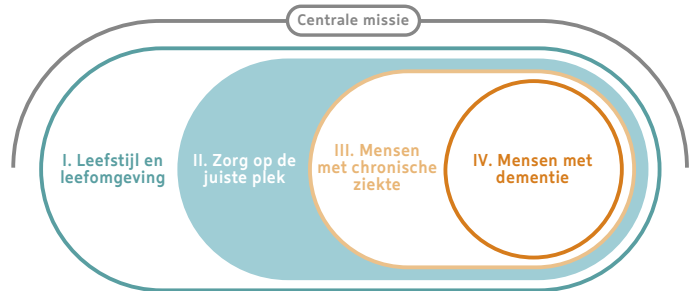 Centrale missie
I. Leefstijl en
leefomgeving
II. Zorg op de
juiste plek
III. Mensen
met chronische
ziekte
IV. Mensen met
dementie